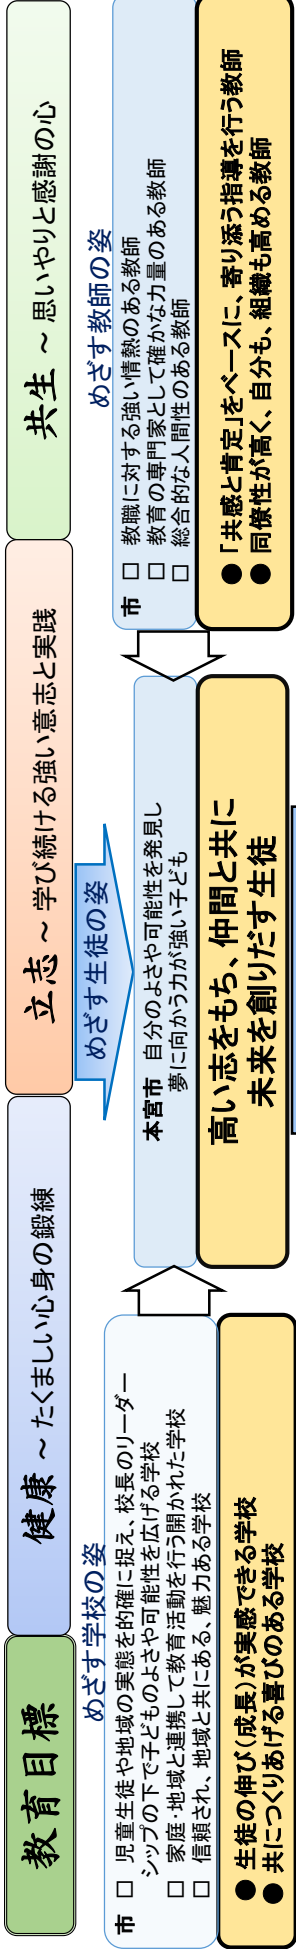 教育目標
健康 ～ たくましい心身の鍛練
立志 ～ 学び続ける強い意志と実践
共生 ～ 思いやりと感謝の心
めざす学校の姿
市 □ 児童生徒や地域の実態を的確に捉え、校長のリーダー
シップの下で子どものよさや可能性を広げる学校
□ 家庭・地域と連携して教育活動を行う開かれた学校
□ 信頼され、地域と共にある、魅力ある学校
● 生徒の伸び（成長）が実感できる学校
● 共につくりあげる喜びのある学校
めざす生徒の姿
本宮市 自分のよさや可能性を発見し
夢に向かう力が強い子ども
高い志をもち、仲間と共に
未来を創りだす生徒
めざす教師の姿
市 □ 教職に対する強い情熱のある教師
□ 教育の専門家として確かな力量のある教師
□ 総合的な人間性のある教師
● 「共感と肯定」をベースに、寄り添う指導を行う教師
● 同僚性が高く、自分も、組織も高める教師